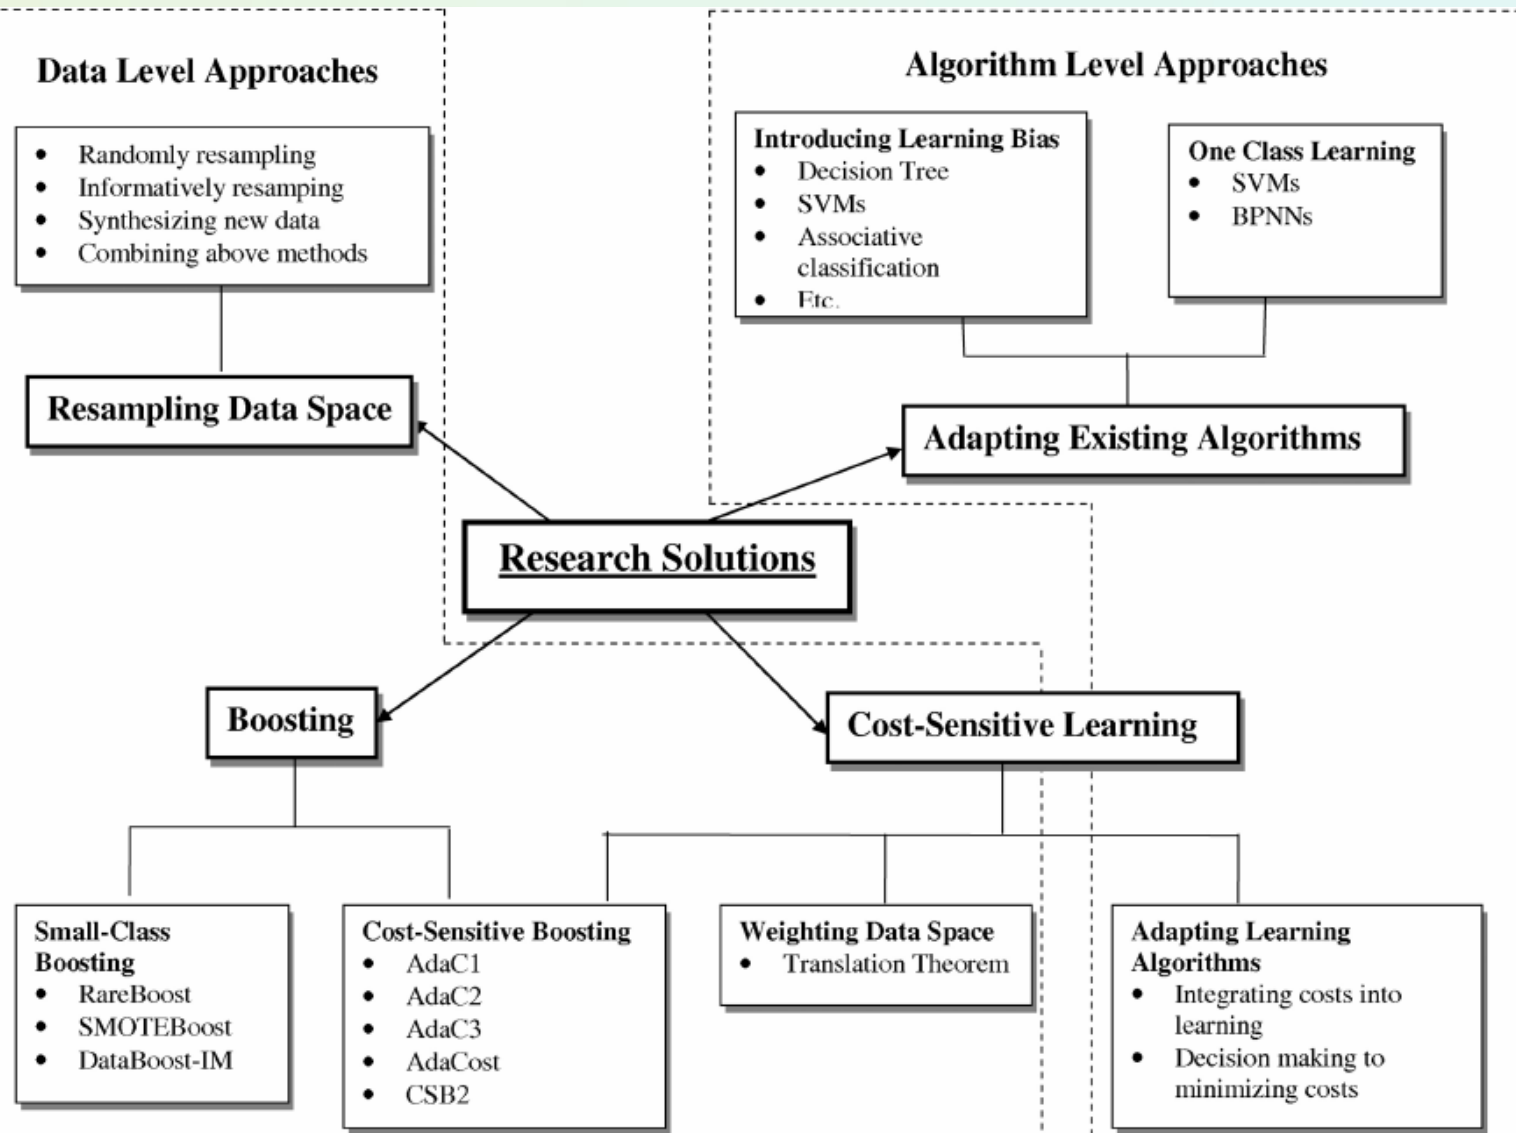 Data Level Approaches
Randomly resampling
Informatively resamping
Synthesizing new data
Combining above methods
Resampling Data Space
Algorithm Level Approaches
Introducing Learning Bias
Decision Tree
SVMs
Associative
classification
Etc.
One Class Learning
SVMs
BPNNs
Adapting Existing Algorithms
Research Solutions
Boosting
Cost-Sensitive Learning
Small-Class
Boosting
RareBoost
SMOTEBoost
DataBoost-IM
Cost-Sensitive Boosting
AdaC1
AdaC2
AdaC3
AdaCost
CSB2
Weighting Data Space
Translation Theorem
Adapting Learning
Algorithms
Integrating costs into
learning
Decision making to
minimizing costs